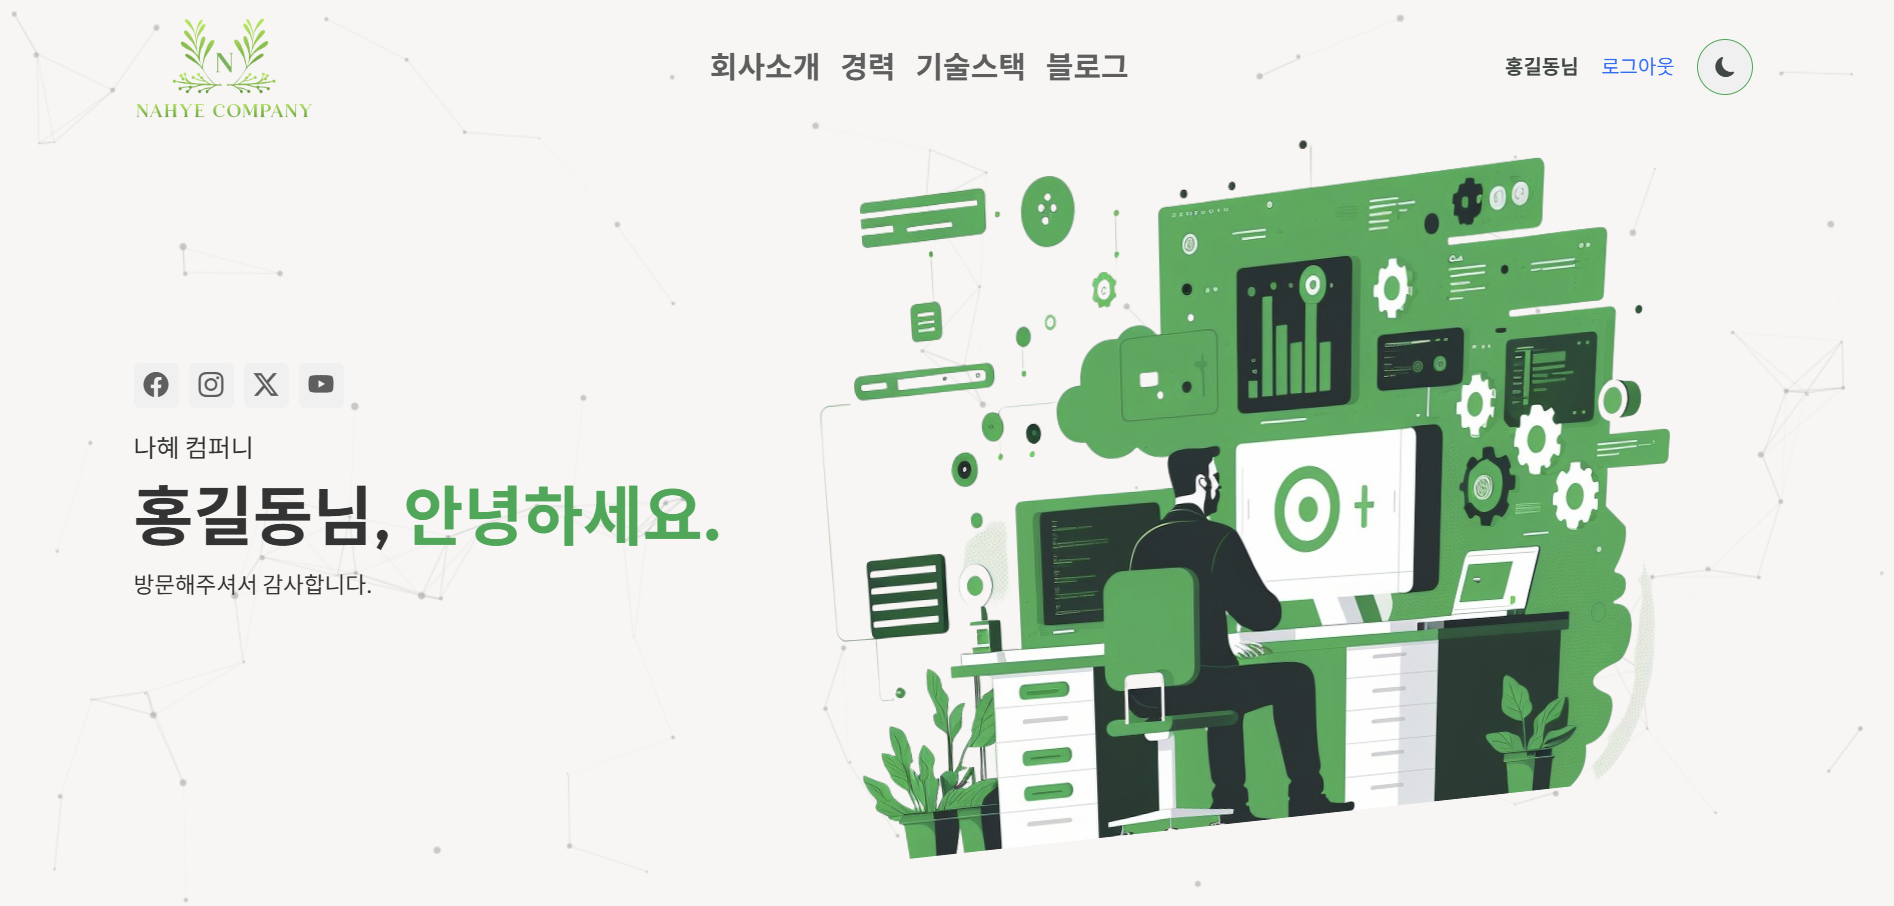 N
NAHYE COMPANY
회사소개 경력 기술스택 블로그
홍길동님 로그아웃
나혜 컴퍼니
홍길동님, 안녕하세요.
방문해주셔서 감사합니다.